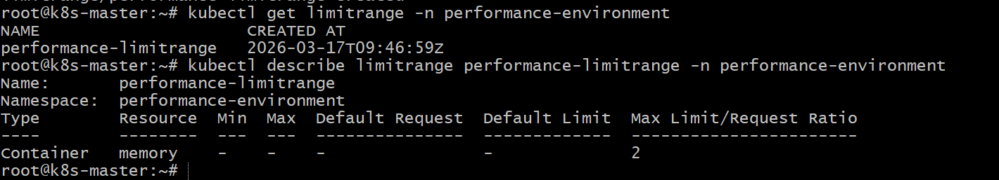 root@k8s-master:~# kubectl get limitrange -n performance-environment
NAME                      CREATED AT
performance-limitrange   2026-03-17T09:46:59Z
root@k8s-master:~# kubectl describe limitrange performance-limitrange -n performance-environment
Name:       performance-limitrange
Namespace:  performance-environment
Type        Resource  Min  Max  Default Request  Default Limit  Max Limit/Request Ratio
----        --------  ---  ---  ---------------  -------------  -----------------------
Container   memory    -    -    -                -              2
root@k8s-master:~#